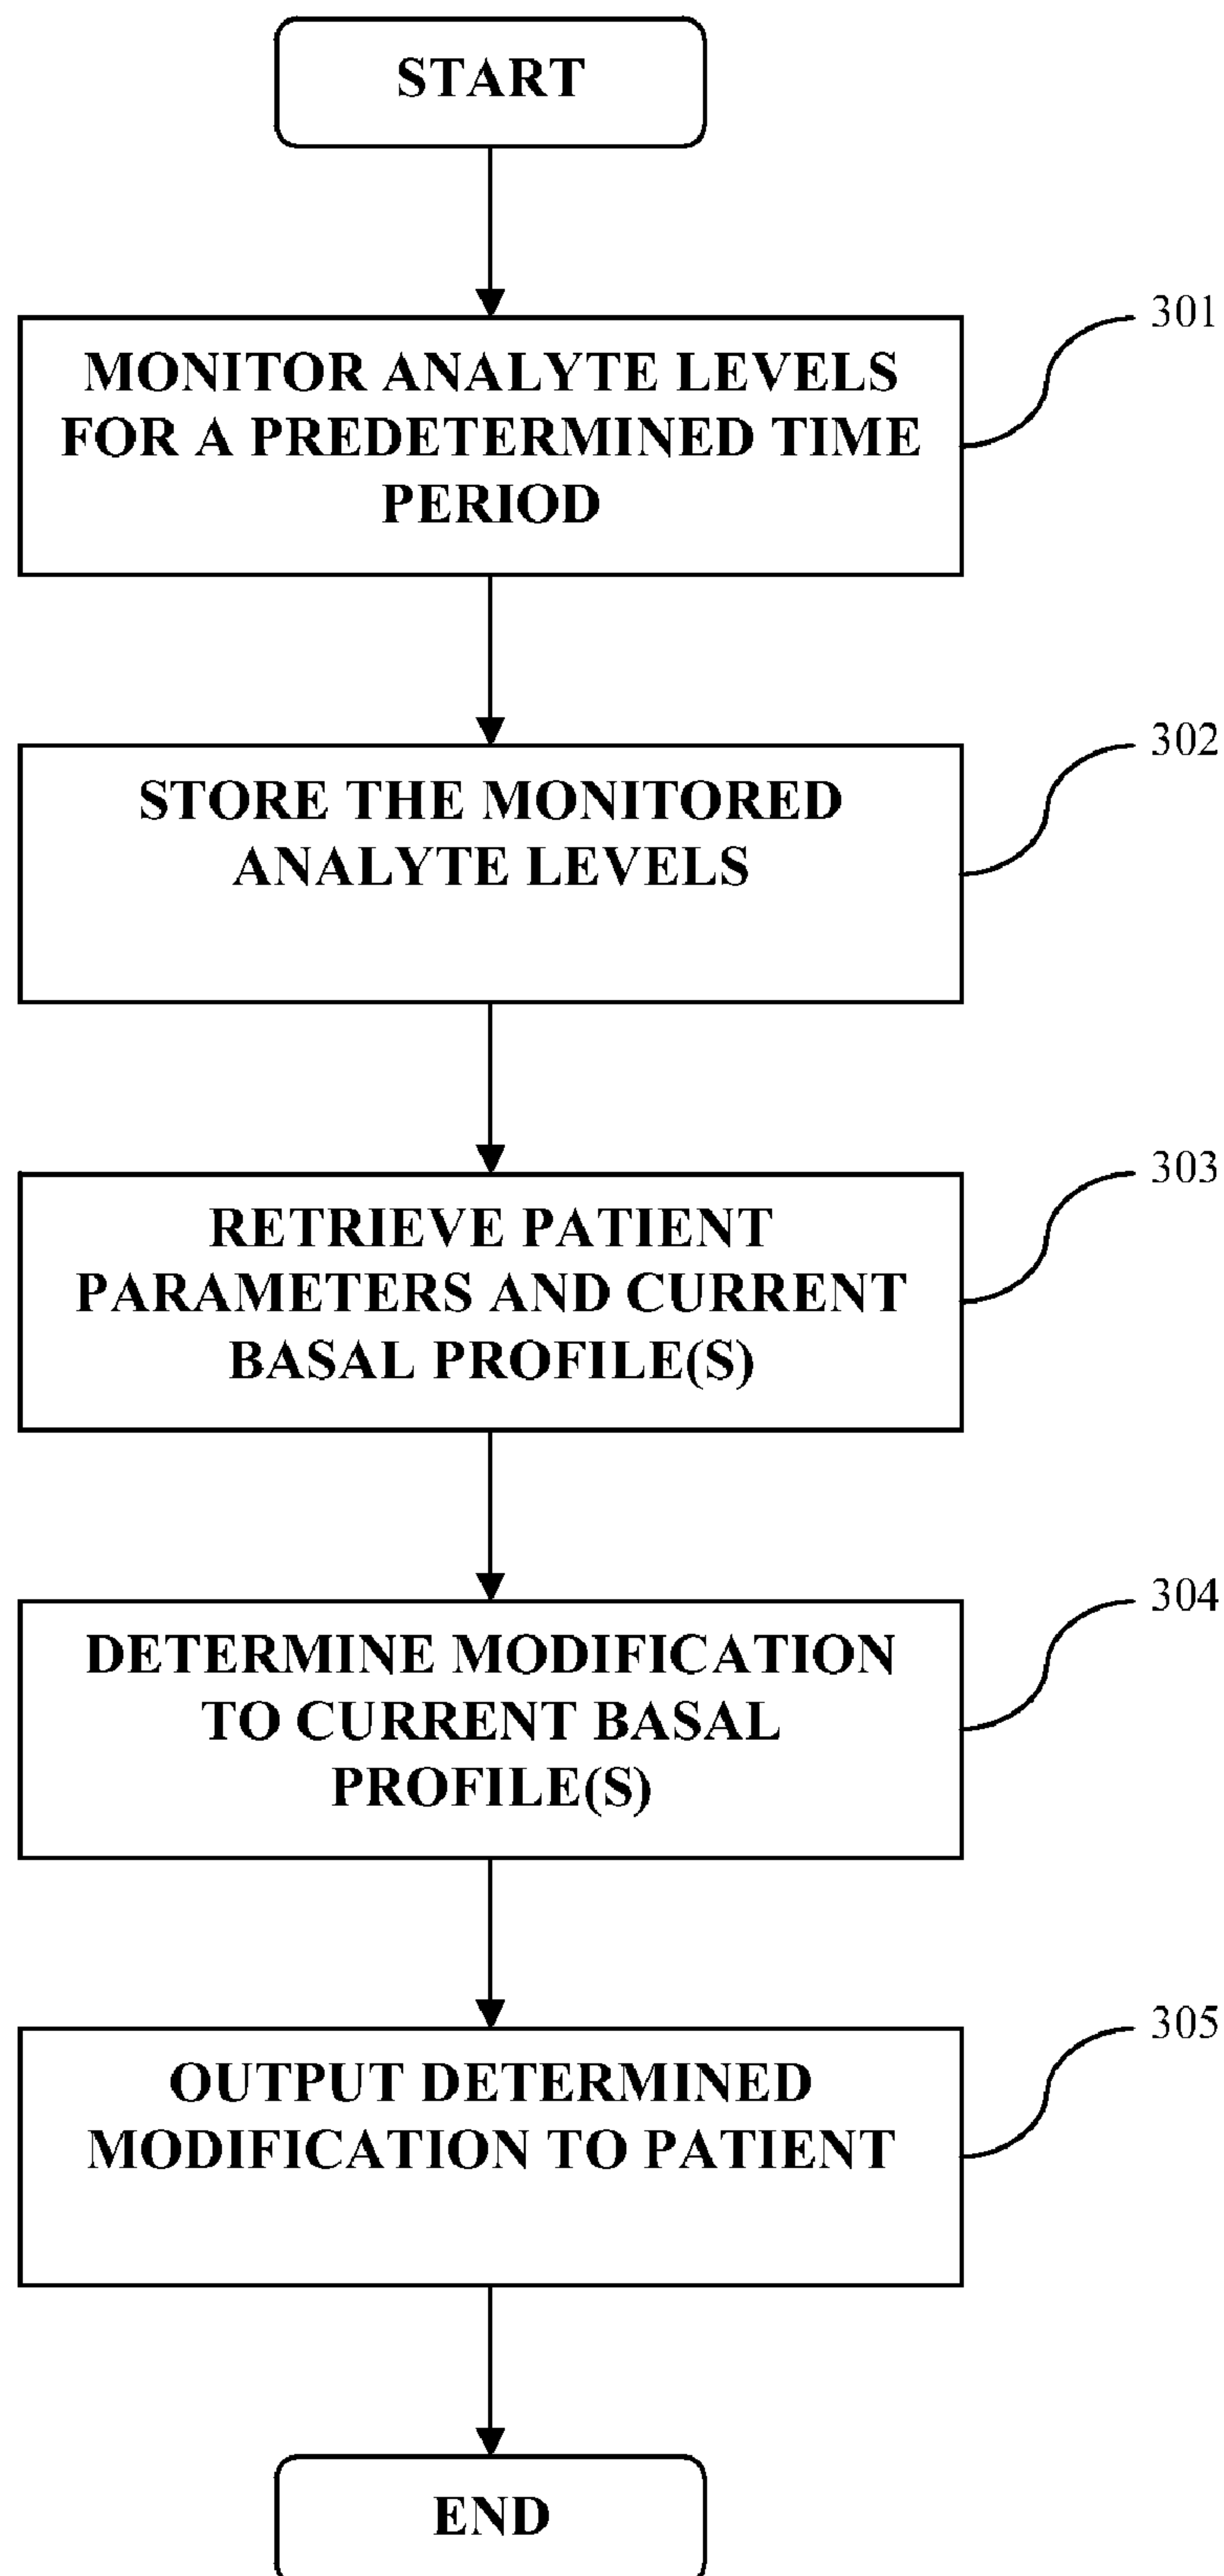 START
301
MONITOR ANALYTE LEVELS
FOR A PREDETERMINED TIME
PERIOD
302
STORE THE MONITORED
ANALYTE LEVELS
303
RETRIEVE PATIENT
PARAMETERS AND CURRENT
BASAL PROFILE(S)
304
DETERMINE MODIFICATION
TO CURRENT BASAL
PROFILE(S)
305
OUTPUT DETERMINED
MODIFICATION TO PATIENT
END